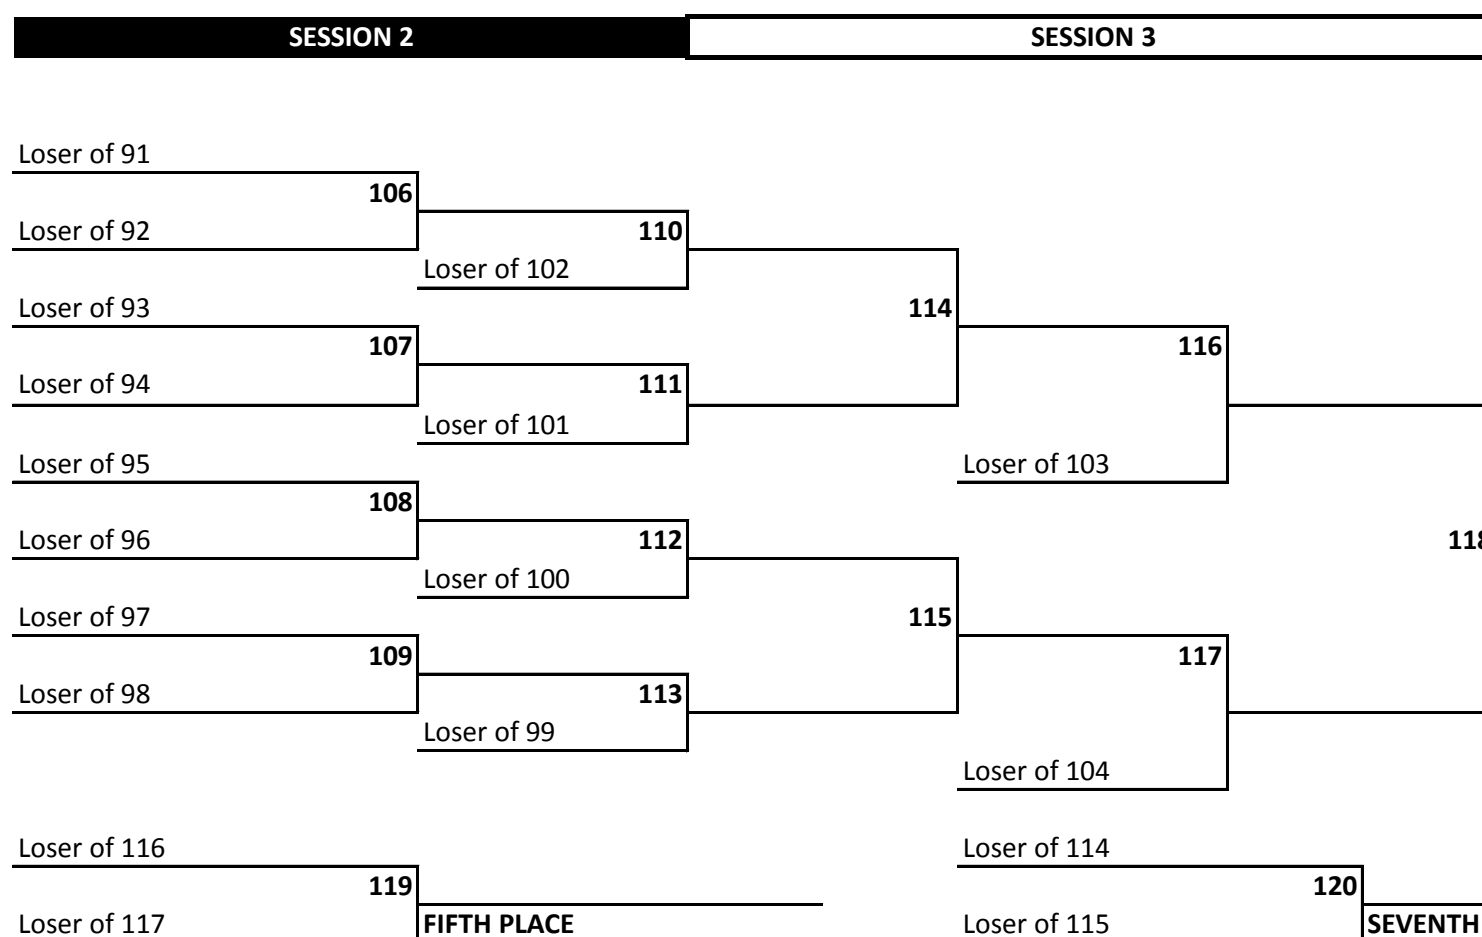 SESSION 2 SESSION 3
Loser of 91
106
Loser of 92 110
Loser of 102
Loser of 93 114
107 116
Loser of 94 111
Loser of 101
Loser of 95 Loser of 103
108
Loser of 96 112 118
Loser of 100
Loser of 97 115
109 117
Loser of 98 113
Loser of 99
Loser of 104
Loser of 116 Loser of 114
119 120
Loser of 117 FIFTH PLACE Loser of 115 SEVENTH